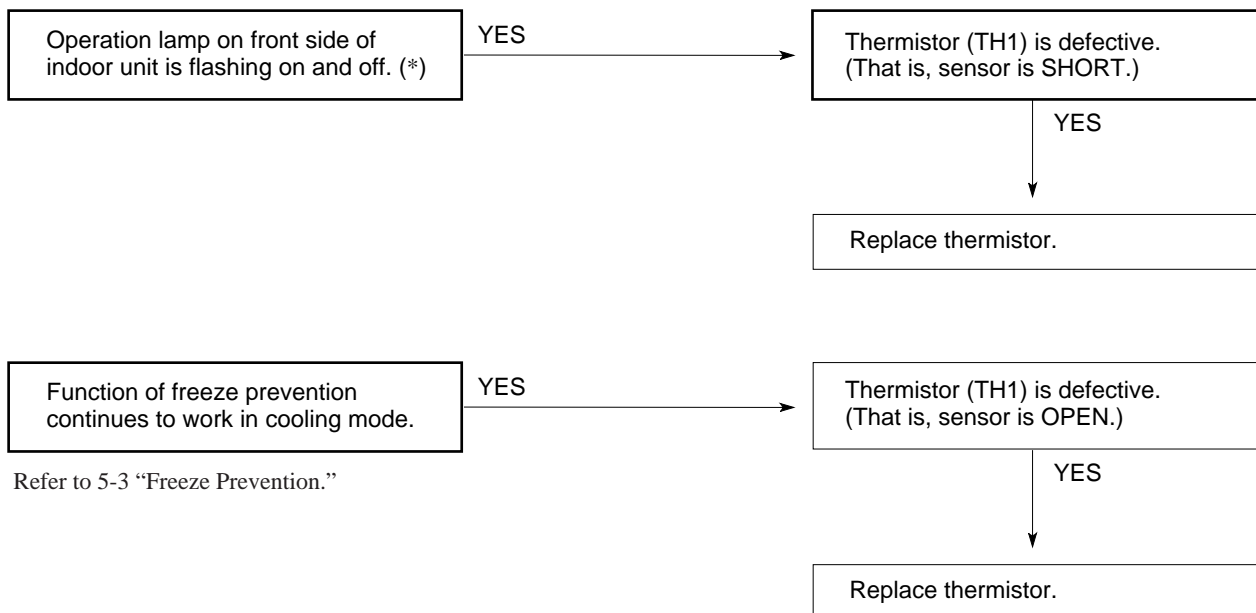 Operation lamp on front side of
indoor unit is flashing on and off. (*)
YES
Thermistor (TH1) is defective.
(That is, sensor is SHORT.)
YES
Replace thermistor.
Function of freeze prevention
continues to work in cooling mode.
YES
Thermistor (TH1) is defective.
(That is, sensor is OPEN.)
Refer to 5-3 “Freeze Prevention.”
YES
Replace thermistor.